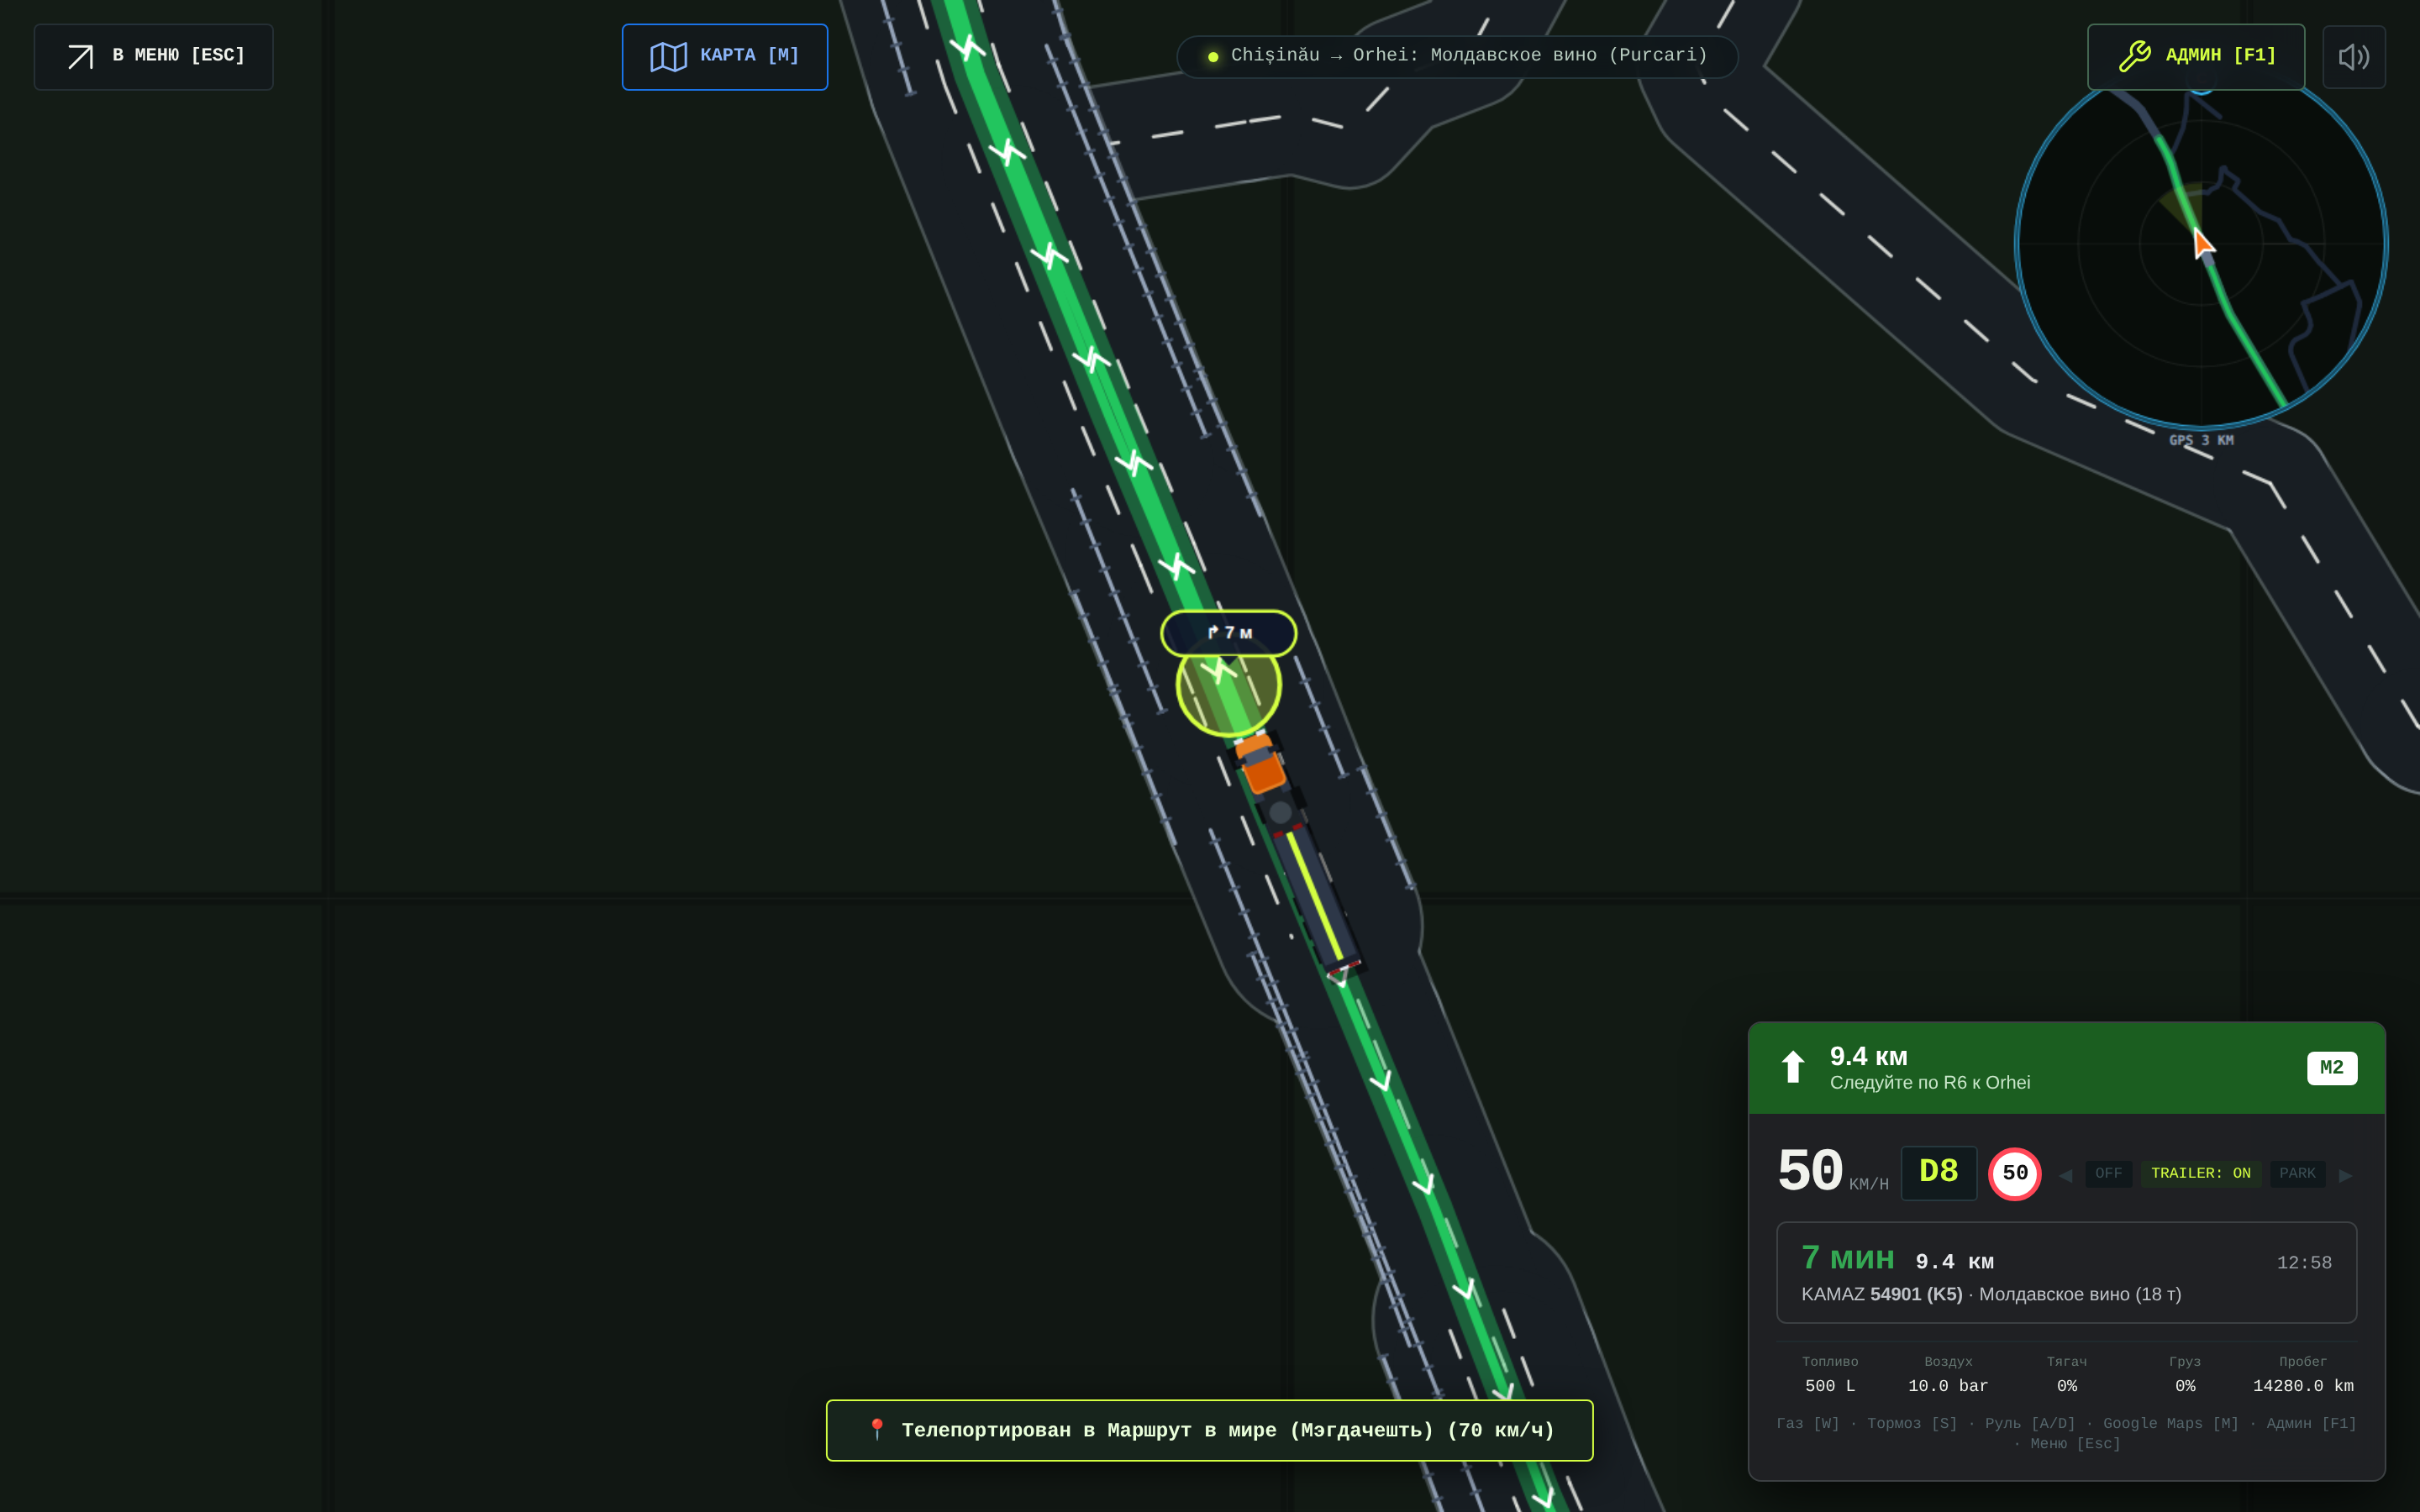 В МЕНЮ [ESC]
КАРТА [M]
Chișinău → Orhei: Молдавское вино (Purcari)
АДМИН [F1]
GPS 3 KM
↱ 7 м
9.4 км
Следуйте по R6 к Orhei
M2
50 KM/H D8 50 ◀ OFF TRAILER: ON PARK ▶
7 мин 9.4 км 12:58
KAMAZ 54901 (K5) · Молдавское вино (18 т)
Топливо Воздух Тягач Груз Пробег
500 L 10.0 bar 0% 0% 14280.0 km
Газ [W] · Тормоз [S] · Руль [A/D] · Google Maps [M] · Админ [F1]
· Меню [Esc]
📍 Телепортирован в Маршрут в мире (Мэгдачешть) (70 км/ч)